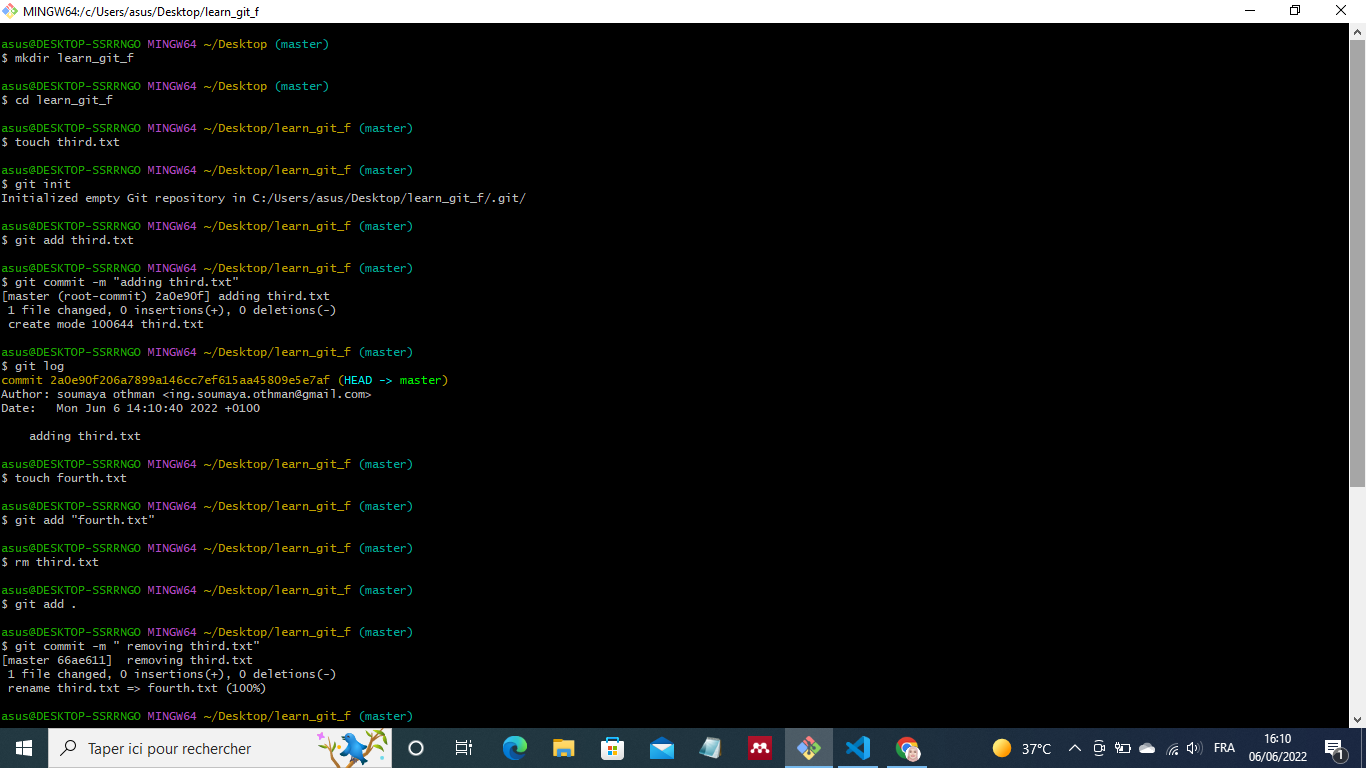 MINGW64:/c/Users/asus/Desktop/learn_git_f
asus@DESKTOP-SSRRNGO MINGW64 ~/Desktop (master)
$ mkdir learn_git_f
asus@DESKTOP-SSRRNGO MINGW64 ~/Desktop (master)
$ cd learn_git_f
asus@DESKTOP-SSRRNGO MINGW64 ~/Desktop/learn_git_f (master)
$ touch third.txt
asus@DESKTOP-SSRRNGO MINGW64 ~/Desktop/learn_git_f (master)
$ git init
Initialized empty Git repository in C:/Users/asus/Desktop/learn_git_f/.git/
asus@DESKTOP-SSRRNGO MINGW64 ~/Desktop/learn_git_f (master)
$ git add third.txt
asus@DESKTOP-SSRRNGO MINGW64 ~/Desktop/learn_git_f (master)
$ git commit -m "adding third.txt"
[master (root-commit) 2a0e90f] adding third.txt
 1 file changed, 0 insertions(+), 0 deletions(-)
 create mode 100644 third.txt
asus@DESKTOP-SSRRNGO MINGW64 ~/Desktop/learn_git_f (master)
$ git log
commit 2a0e90f206a7899a146cc7ef615aa45809e5e7af (HEAD -> master)
Author: soumaya othman <ing.soumaya.othman@gmail.com>
Date:   Mon Jun 6 14:10:40 2022 +0100
    adding third.txt
asus@DESKTOP-SSRRNGO MINGW64 ~/Desktop/learn_git_f (master)
$ touch fourth.txt
asus@DESKTOP-SSRRNGO MINGW64 ~/Desktop/learn_git_f (master)
$ git add "fourth.txt"
asus@DESKTOP-SSRRNGO MINGW64 ~/Desktop/learn_git_f (master)
$ rm third.txt
asus@DESKTOP-SSRRNGO MINGW64 ~/Desktop/learn_git_f (master)
$ git add .
asus@DESKTOP-SSRRNGO MINGW64 ~/Desktop/learn_git_f (master)
$ git commit -m " removing third.txt"
[master 66ae611]  removing third.txt
 1 file changed, 0 insertions(+), 0 deletions(-)
 rename third.txt => fourth.txt (100%)
asus@DESKTOP-SSRRNGO MINGW64 ~/Desktop/learn_git_f (master)
Taper ici pour rechercher
37°C
FRA
16:10
06/06/2022
1